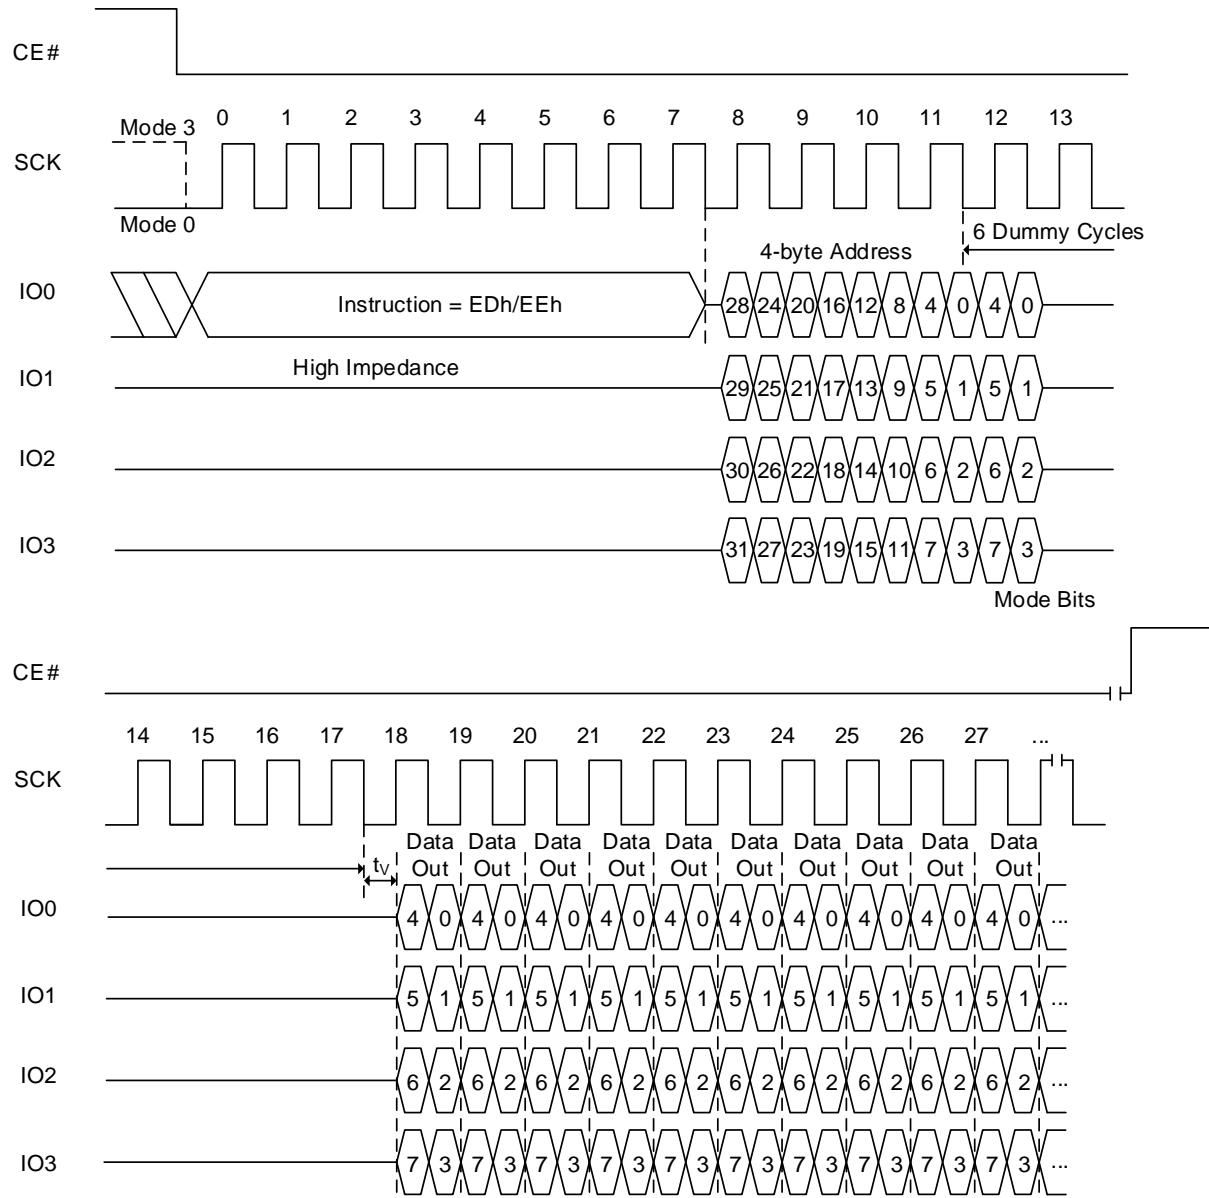 CE#
Mode 3 0 1 2 3 4 5 6 7 8 9 10 11 12 13
SCK
Mode 0
6 Dummy Cycles
4-byte Address
IO0 Instruction = EDh/EEh 28 24 20 16 12 8 4 0 4 0
High Impedance
IO1 29 25 21 17 13 9 5 1 5 1
IO2 30 26 22 18 14 10 6 2 6 2
IO3 31 27 23 19 15 11 7 3 7 3
Mode Bits
CE#
14 15 16 17 18 19 20 21 22 23 24 25 26 27 ...
SCK
Data Data Data Data Data Data Data Data Data Data
tV Out Out Out Out Out Out Out Out Out Out
IO0 4 0 4 0 4 0 4 0 4 0 4 0 4 0 4 0 4 0 4 0 ...
IO1 5 1 5 1 5 1 5 1 5 1 5 1 5 1 5 1 5 1 5 1 ...
IO2 6 2 6 2 6 2 6 2 6 2 6 2 6 2 6 2 6 2 6 2 ...
IO3 7 3 7 3 7 3 7 3 7 3 7 3 7 3 7 3 7 3 7 3 ...